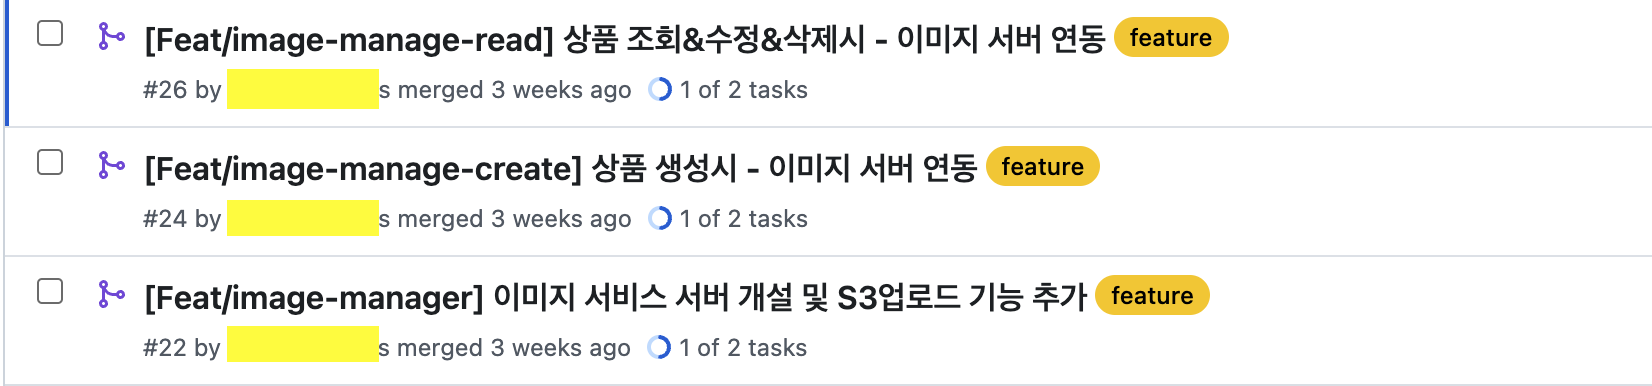 [Feat/image-manage-read] 상품 조회&수정&삭제시 - 이미지 서버 연동 feature
#26 by s merged 3 weeks ago 1 of 2 tasks
[Feat/image-manage-create] 상품 생성시 - 이미지 서버 연동 feature
#24 by s merged 3 weeks ago 1 of 2 tasks
[Feat/image-manager] 이미지 서비스 서버 개설 및 S3업로드 기능 추가 feature
#22 by s merged 3 weeks ago 1 of 2 tasks